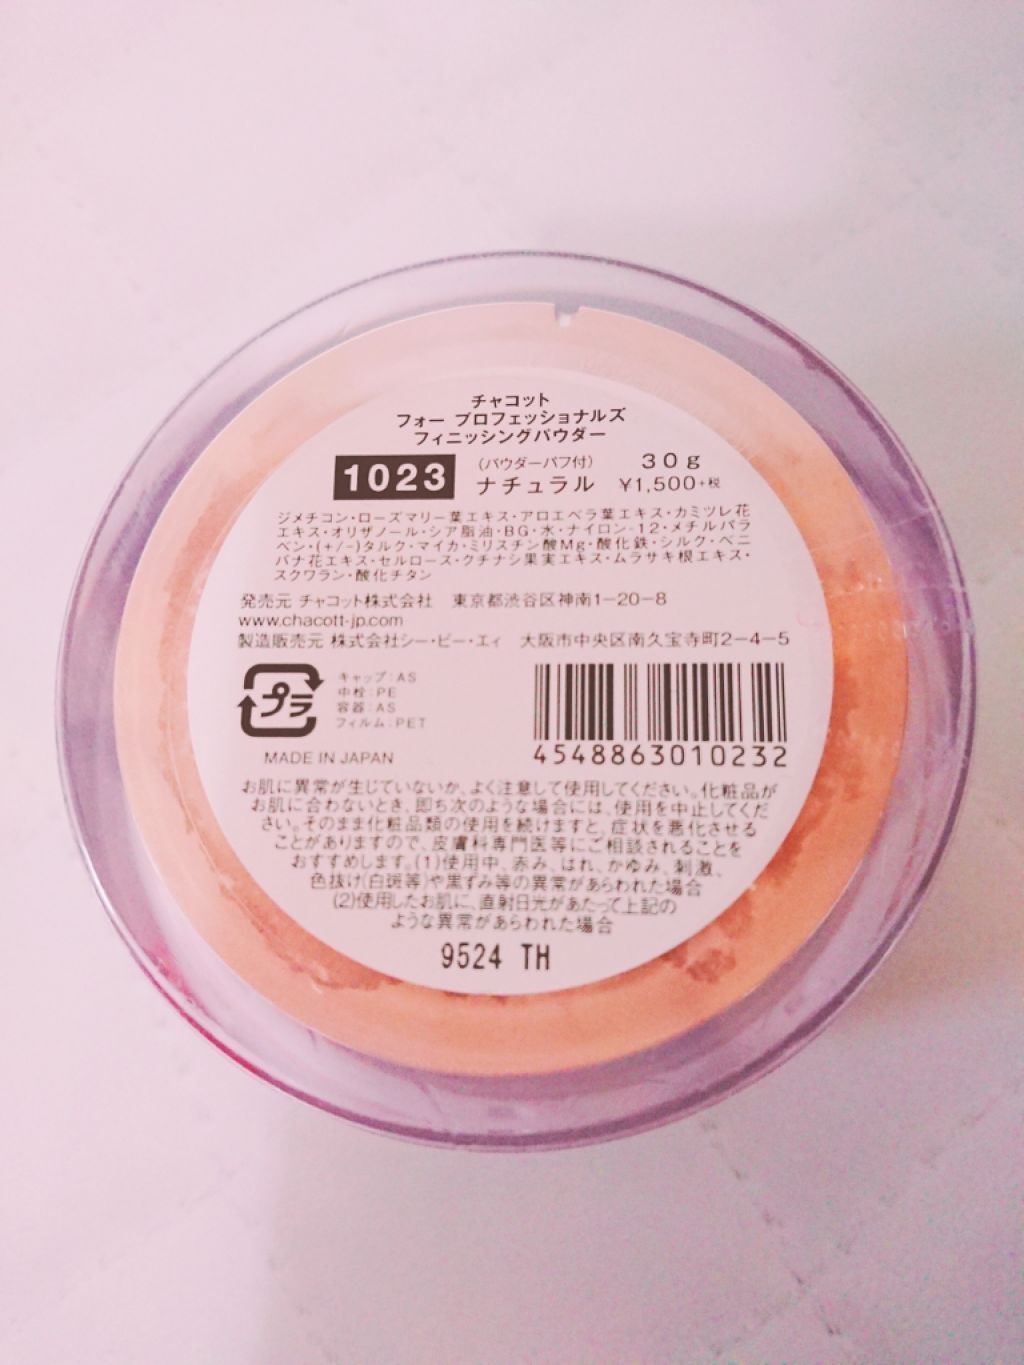 チャコット
フォー プロフェッショナルズ
フィニッシングパウダー
1023 (パウダーパフ付) ナチュラル 30g ¥1,500+税
ジメチコン・ローズマリー葉エキス・アロエベラ葉エキス・カミツレ花
エキス・オリザノール・シア脂油・BG・水・ナイロン-12・メチルパラ
ベン・(+/−)タルク・マイカ・ミリスチン酸Mg・酸化鉄・シルク・ベニ
バナ花エキス・セルロース・クチナシ果実エキス・ムラサキ根エキス・
スクワラン・酸化チタン
発売元 チャコット株式会社 東京都渋谷区神南1−20−8
www.chacott-jp.com
製造販売元 株式会社シー・ビー・エィ 大阪市中央区南久宝寺町2−4−5
プラ
キャップ:AS
中栓:PE
容器:AS
フィルム:PET
MADE IN JAPAN
4548863010232
お肌に異常が生じていないか、よく注意して使用してください。化粧品が
お肌に合わないとき、即ち次のような場合には、使用を中止してくだ
さい。そのまま化粧品類の使用を続けますと、症状を悪化させる
ことがありますので、皮膚科専門医等にご相談されることを
おすすめします。(1)使用中、赤み、はれ、かゆみ、刺激、
色抜け(白斑等)や黒ずみ等の異常があらわれた場合
(2)使用したお肌に、直射日光があたって上記の
ような異常があらわれた場合
9524 TH